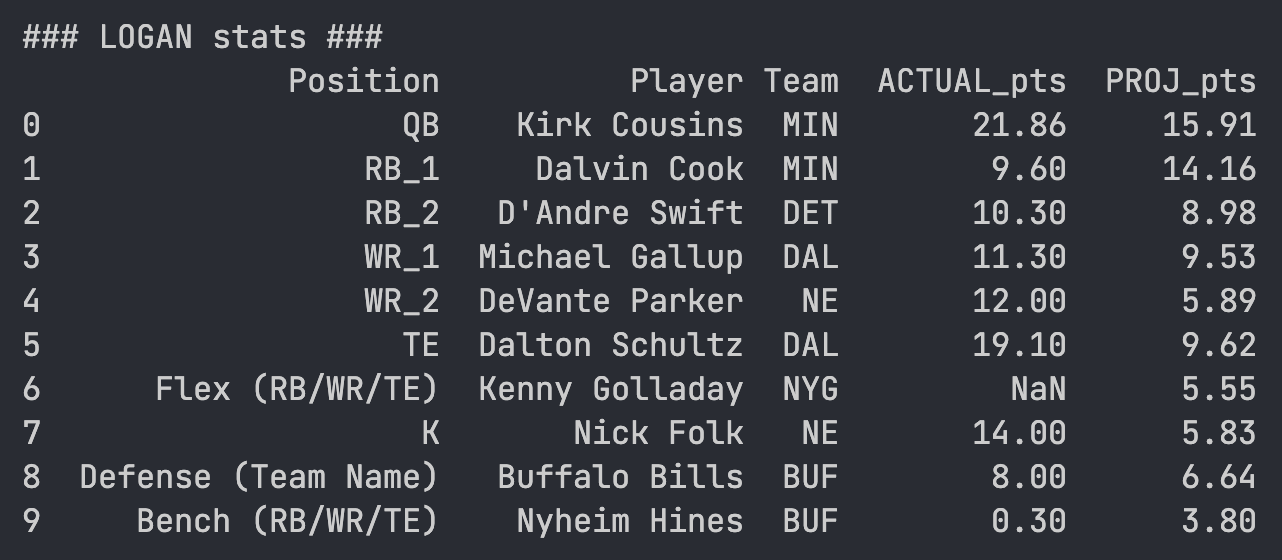 ### LOGAN stats ###
Position Player Team ACTUAL_pts PROJ_pts
0 QB Kirk Cousins MIN 21.86 15.91
1 RB_1 Dalvin Cook MIN 9.60 14.16
2 RB_2 D'Andre Swift DET 10.30 8.98
3 WR_1 Michael Gallup DAL 11.30 9.53
4 WR_2 DeVante Parker NE 12.00 5.89
5 TE Dalton Schultz DAL 19.10 9.62
6 Flex (RB/WR/TE) Kenny Golladay NYG NaN 5.55
7 K Nick Folk NE 14.00 5.83
8 Defense (Team Name) Buffalo Bills BUF 8.00 6.64
9 Bench (RB/WR/TE) Nyheim Hines BUF 0.30 3.80